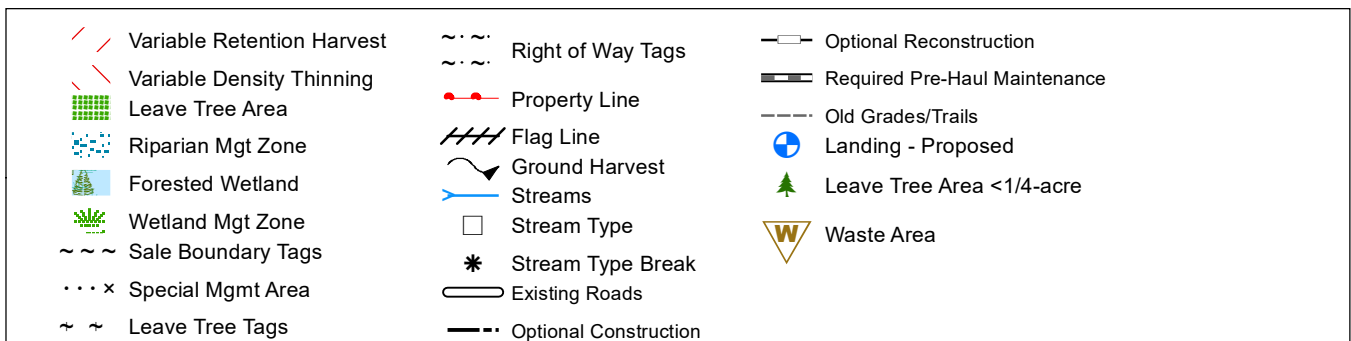 Variable Retention Harvest
Variable Density Thinning
Leave Tree Area
Riparian Mgt Zone
Forested Wetland
Wetland Mgt Zone
Sale Boundary Tags
Special Mgmt Area
Leave Tree Tags
Right of Way Tags
Property Line
Flag Line
Ground Harvest
Streams
Stream Type
Stream Type Break
Existing Roads
Optional Construction
Optional Reconstruction
Required Pre-Haul Maintenance
Old Grades/Trails
Landing - Proposed
Leave Tree Area <1/4-acre
W Waste Area